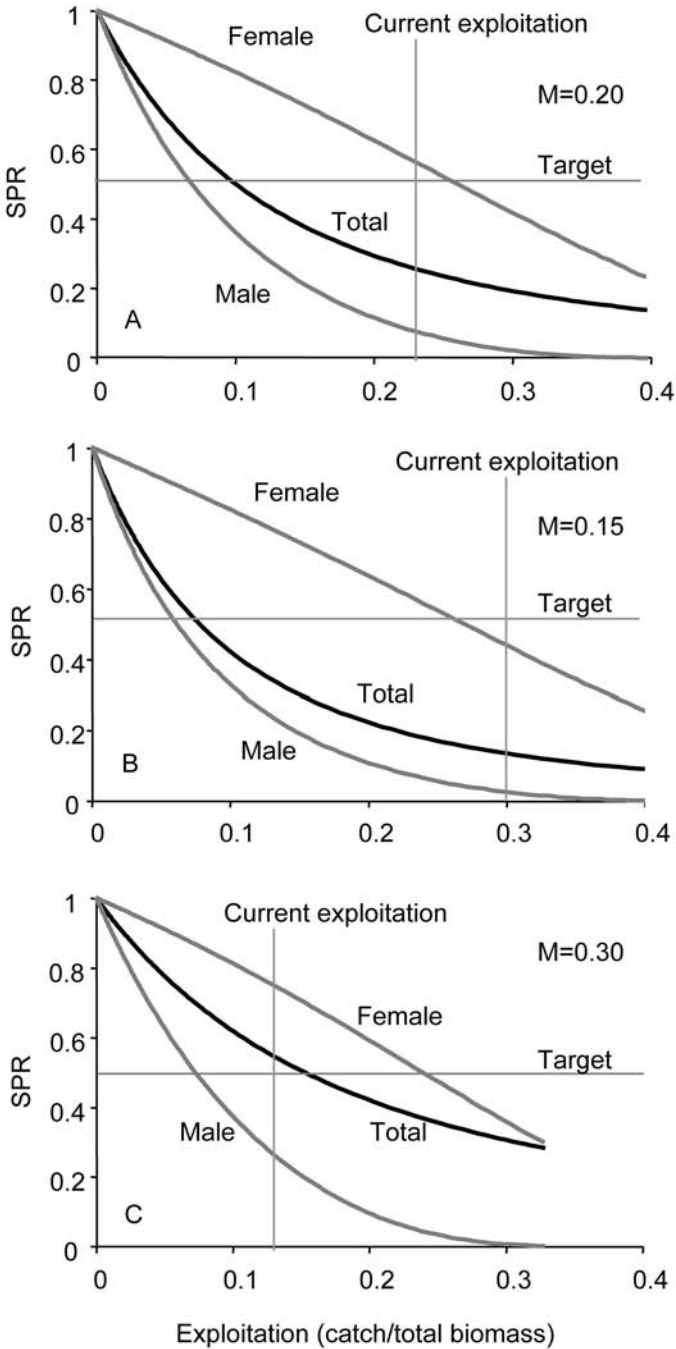 Female
Current exploitation
M=0.20
Target
Total
Male
A
SPR
1
0.8
0.6
0.4
0.2
0
0
0.1
0.2
0.3
0.4
Current exploitation
Female
M=0.15
Target
Total
Male
B
SPR
1
0.8
0.6
0.4
0.2
0
0
0.1
0.2
0.3
0.4
Current exploitation
M=0.30
Female
Target
Male
Total
C
SPR
1
0.8
0.6
0.4
0.2
0
0
0.1
0.2
0.3
0.4
Exploitation (catch/total biomass)